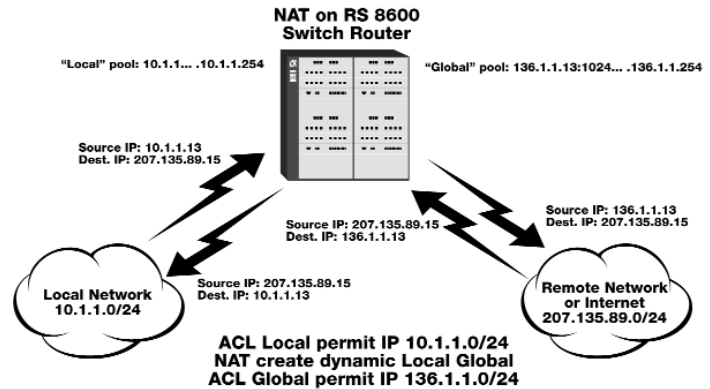 NAT on RS 8600
Switch Router
“Local” pool: 10.1.1... .10.1.1.254
“Global” pool: 136.1.1.13:1024... .136.1.1.254
Source IP: 10.1.1.13
Dest. IP: 207.135.89.15
Source IP: 207.135.89.15
Dest. IP: 136.1.1.13
Source IP: 136.1.1.13
Dest. IP: 207.135.89.15
Source IP: 207.135.89.15
Dest. IP: 10.1.1.13
Local Network
10.1.1.0/24
Remote Network
or Internet
207.135.89.0/24
ACL Local permit IP 10.1.1.0/24
NAT create dynamic Local Global
ACL Global permit IP 136.1.1.0/24